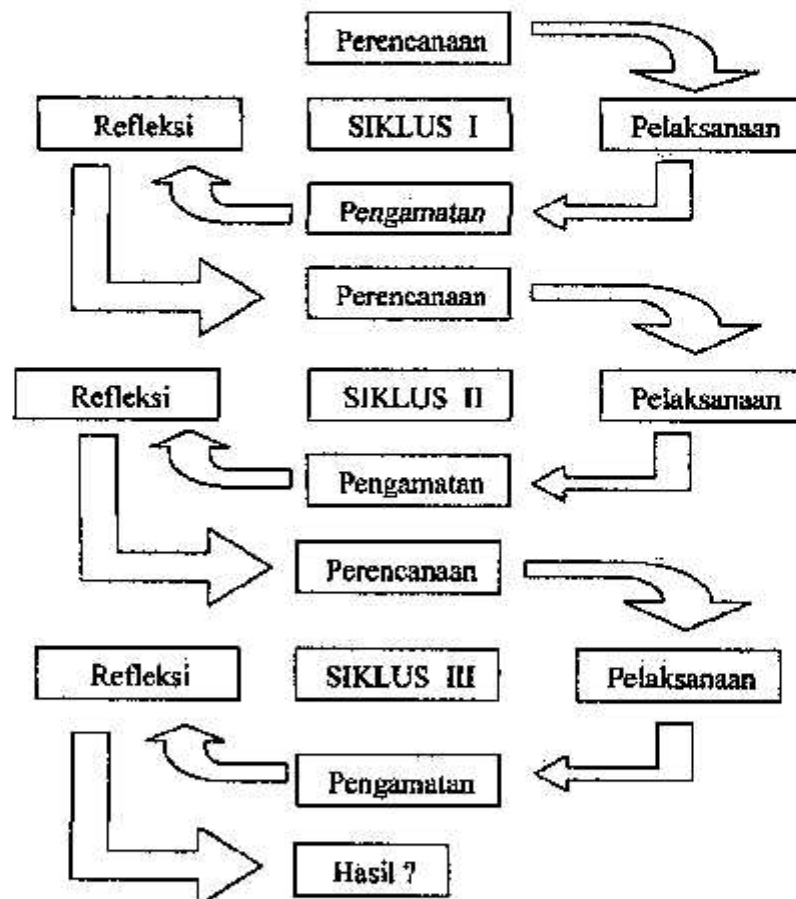 Perencanaan
Refleksi
SIKLUS I
Pelaksanaan
Pengamatan
Perencanaan
Refleksi
SIKLUS II
Pelaksanaan
Pengamatan
Perencanaan
Refleksi
SIKLUS III
Pelaksanaan
Pengamatan
Hasil ?